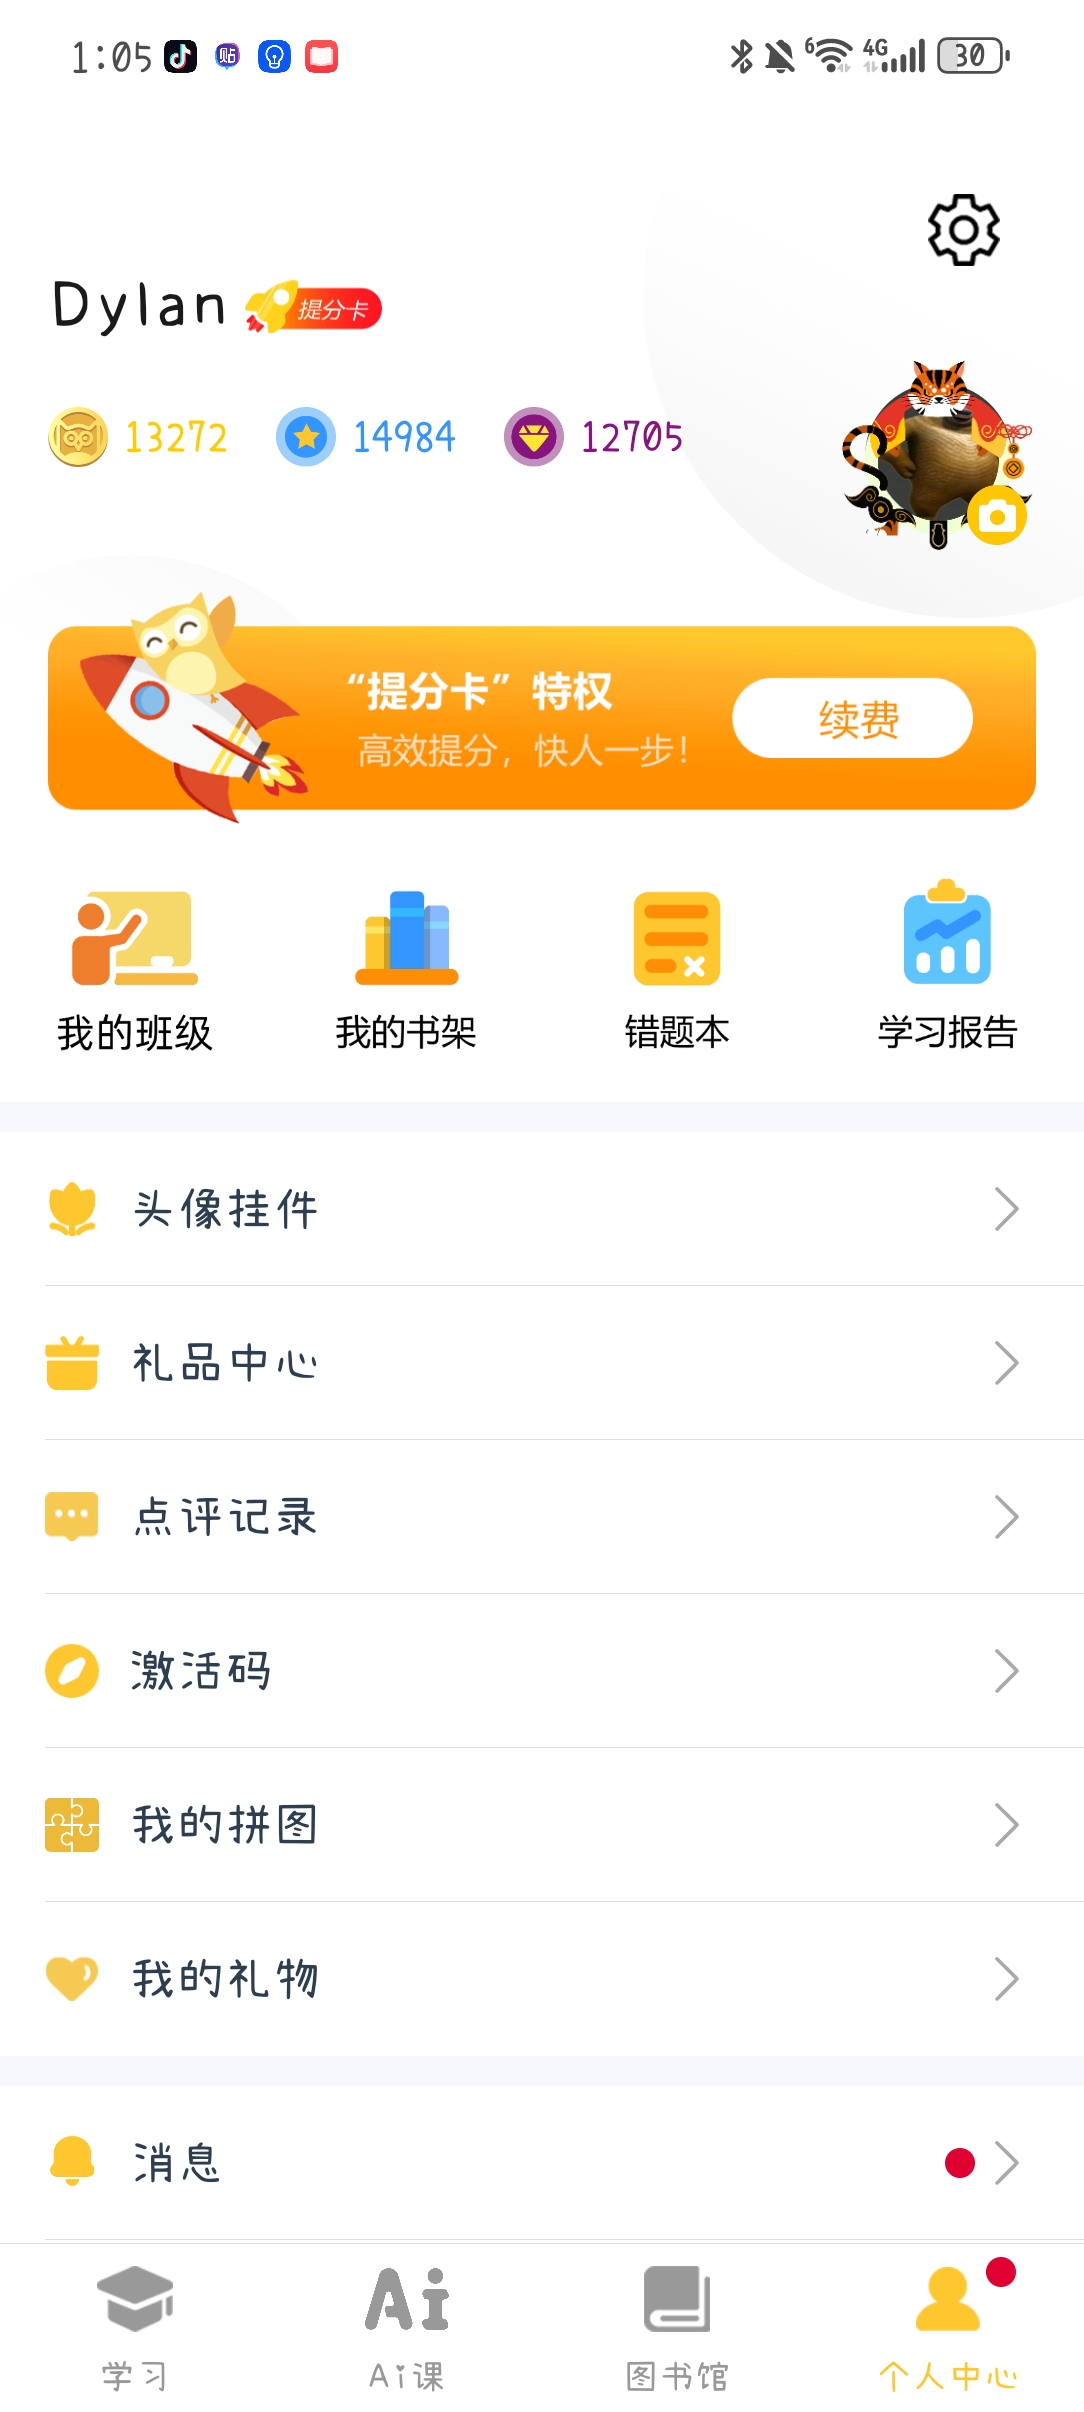 1:05 贴 6 4G 30
Dylan 提分卡
13272 14984 12705
“提分卡”特权
高效提分，快人一步！
续费
我的班级 我的书架 错题本 学习报告
头像挂件
礼品中心
点评记录
激活码
我的拼图
我的礼物
消息
Ai
学习 Ai课 图书馆 个人中心